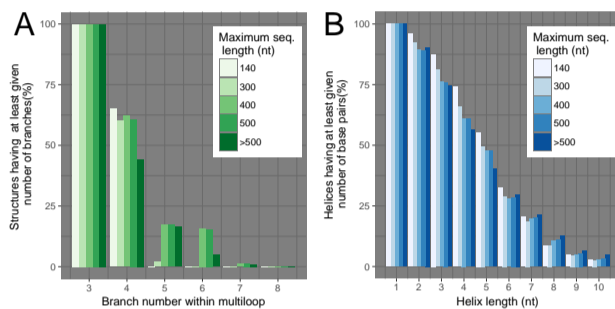 A
Structures having at least given
number of branches(%)
100
75
50
25
0
Maximum seq.
length (nt)
140
300
400
500
>500
3 4 5 6 7 8
Branch number within multiloop
B
Helices having at least given
number of base pairs(%)
100
75
50
25
0
Maximum seq.
length (nt)
140
300
400
500
>500
1 2 3 4 5 6 7 8 9 10
Helix length (nt)